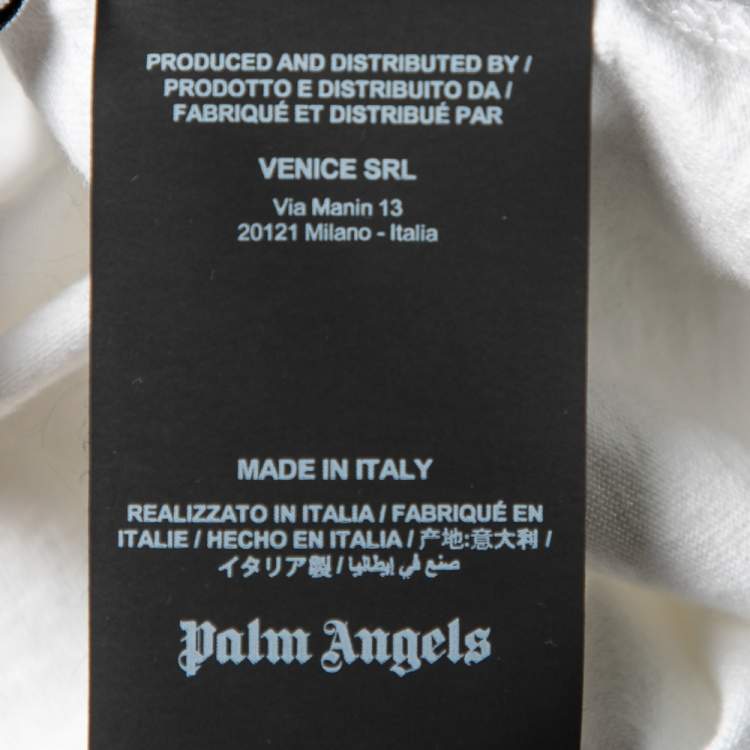 PRODUCED AND DISTRIBUTED BY /
PRODOTTO E DISTRIBUITO DA /
FABRIQUÉ ET DISTRIBUÉ PAR
VENICE SRL
Via Manin 13
20121 Milano - Italia
MADE IN ITALY
REALIZZATO IN ITALIA / FABRIQUÉ EN
ITALIE / HECHO EN ITALIA / 产地:意大利 /
イタリア製 / صنع في إيطاليا
Palm Angels